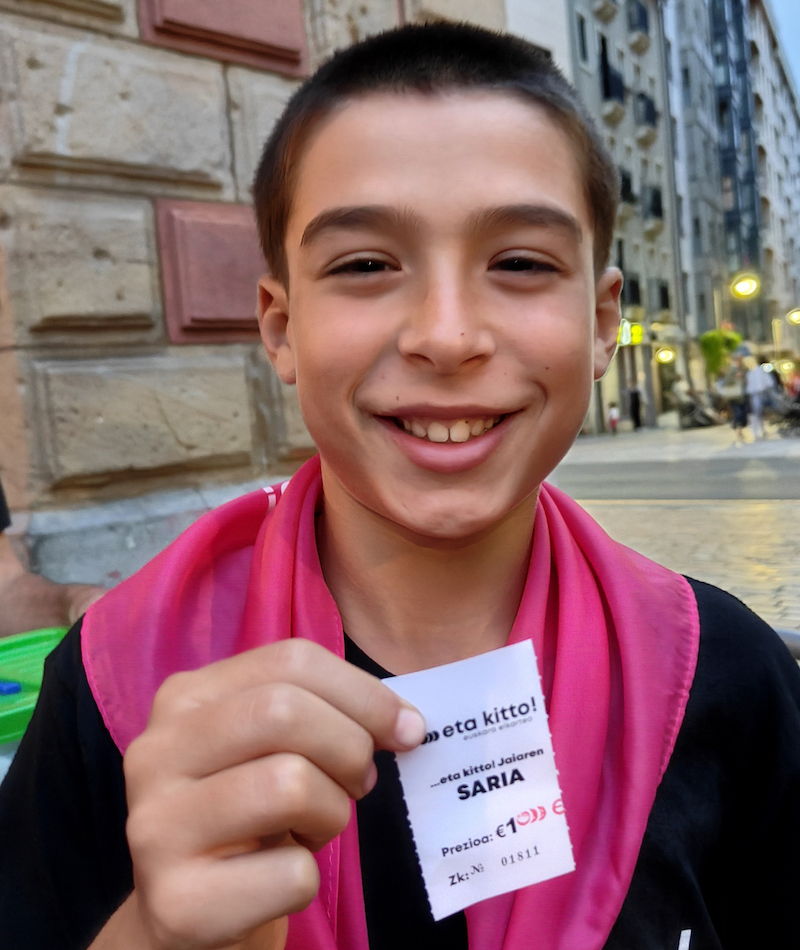 ...eta kitto!
euskara elkartea
...eta kitto! Jaiaren
SARIA
Prezioa: €1
Zk: № 01811